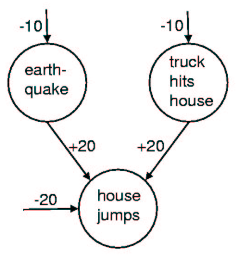 -10
-10
earth-
quake
truck
hits
house
+20
+20
-20
house
jumps